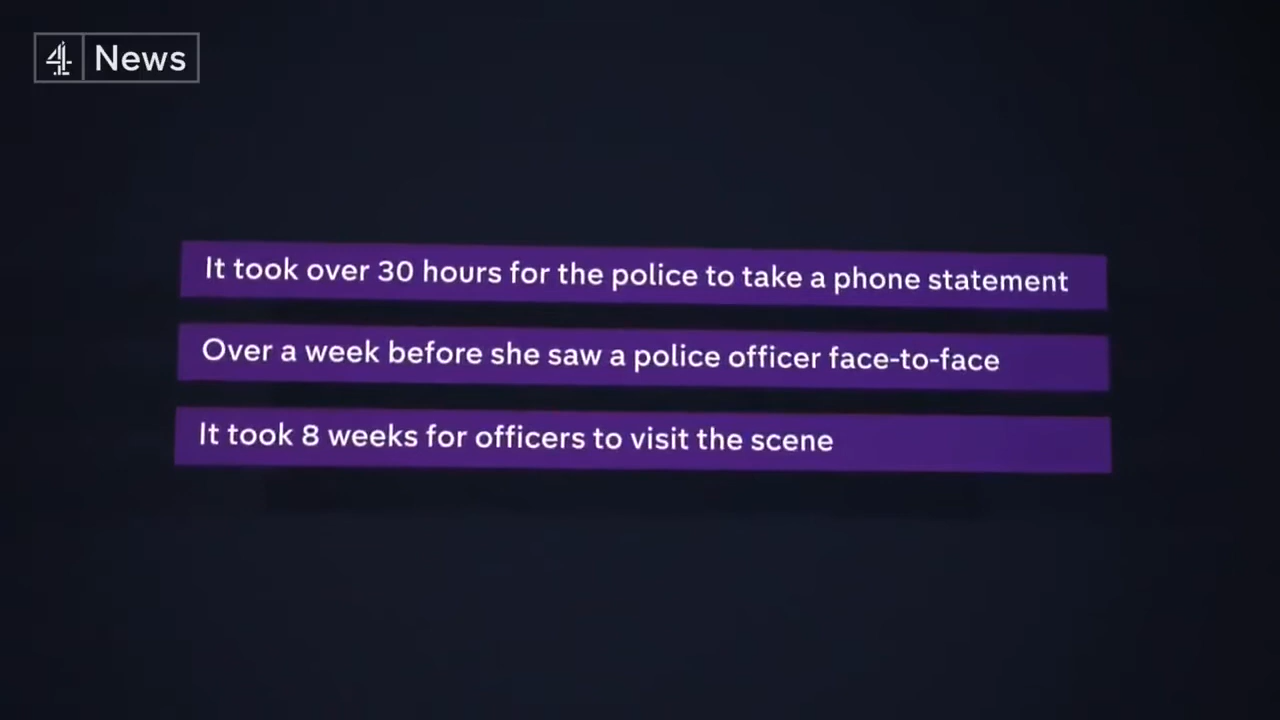 4 News
It took over 30 hours for the police to take a phone statement
Over a week before she saw a police officer face-to-face
It took 8 weeks for officers to visit the scene